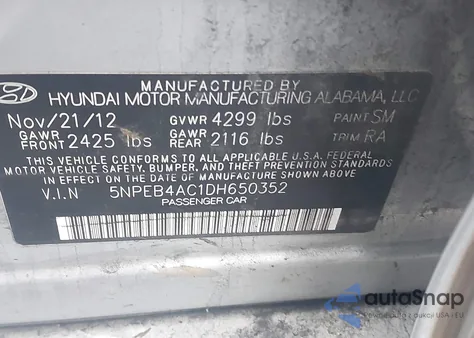 MANUFACTURED BY
HYUNDAI MOTOR MANUFACTURING ALABAMA, LLC
Nov/21/12 GVWR 4299 lbs PAINT SM
GAWR FRONT 2425 lbs GAWR REAR 2116 lbs TRIM RA
THIS VEHICLE CONFORMS TO ALL APPLICABLE U.S.A. FEDERAL
MOTOR VEHICLE SAFETY, BUMPER, AND THEFT PREVENTION STANDARDS
IN EFFECT ON THE DATE OF MANUFACTURE SHOWN ABOVE.
V.I.N 5NPEB4AC1DH650352
PASSENGER CAR
autoSnap